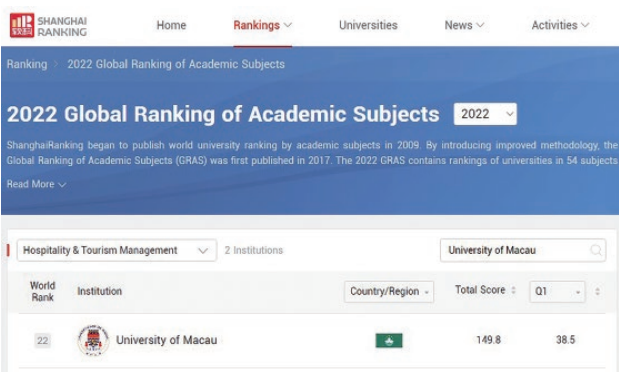 SHANGHAI
RANKING
Home
Rankings
Universities
News
Activities
Ranking > 2022 Global Ranking of Academic Subjects
2022 Global Ranking of Academic Subjects
2022
ShanghaiRanking began to publish world university ranking by academic subjects in 2009. By introducing improved methodology, the
Global Ranking of Academic Subjects (GRAS) was first published in 2017. The 2022 GRAS contains rankings of universities in 54 subjects
Read More
Hospitality & Tourism Management
2 Institutions
University of Macau
World
Rank
Institution
Country/Region
Total Score
Q1
22
University of Macau
149.8
38.5